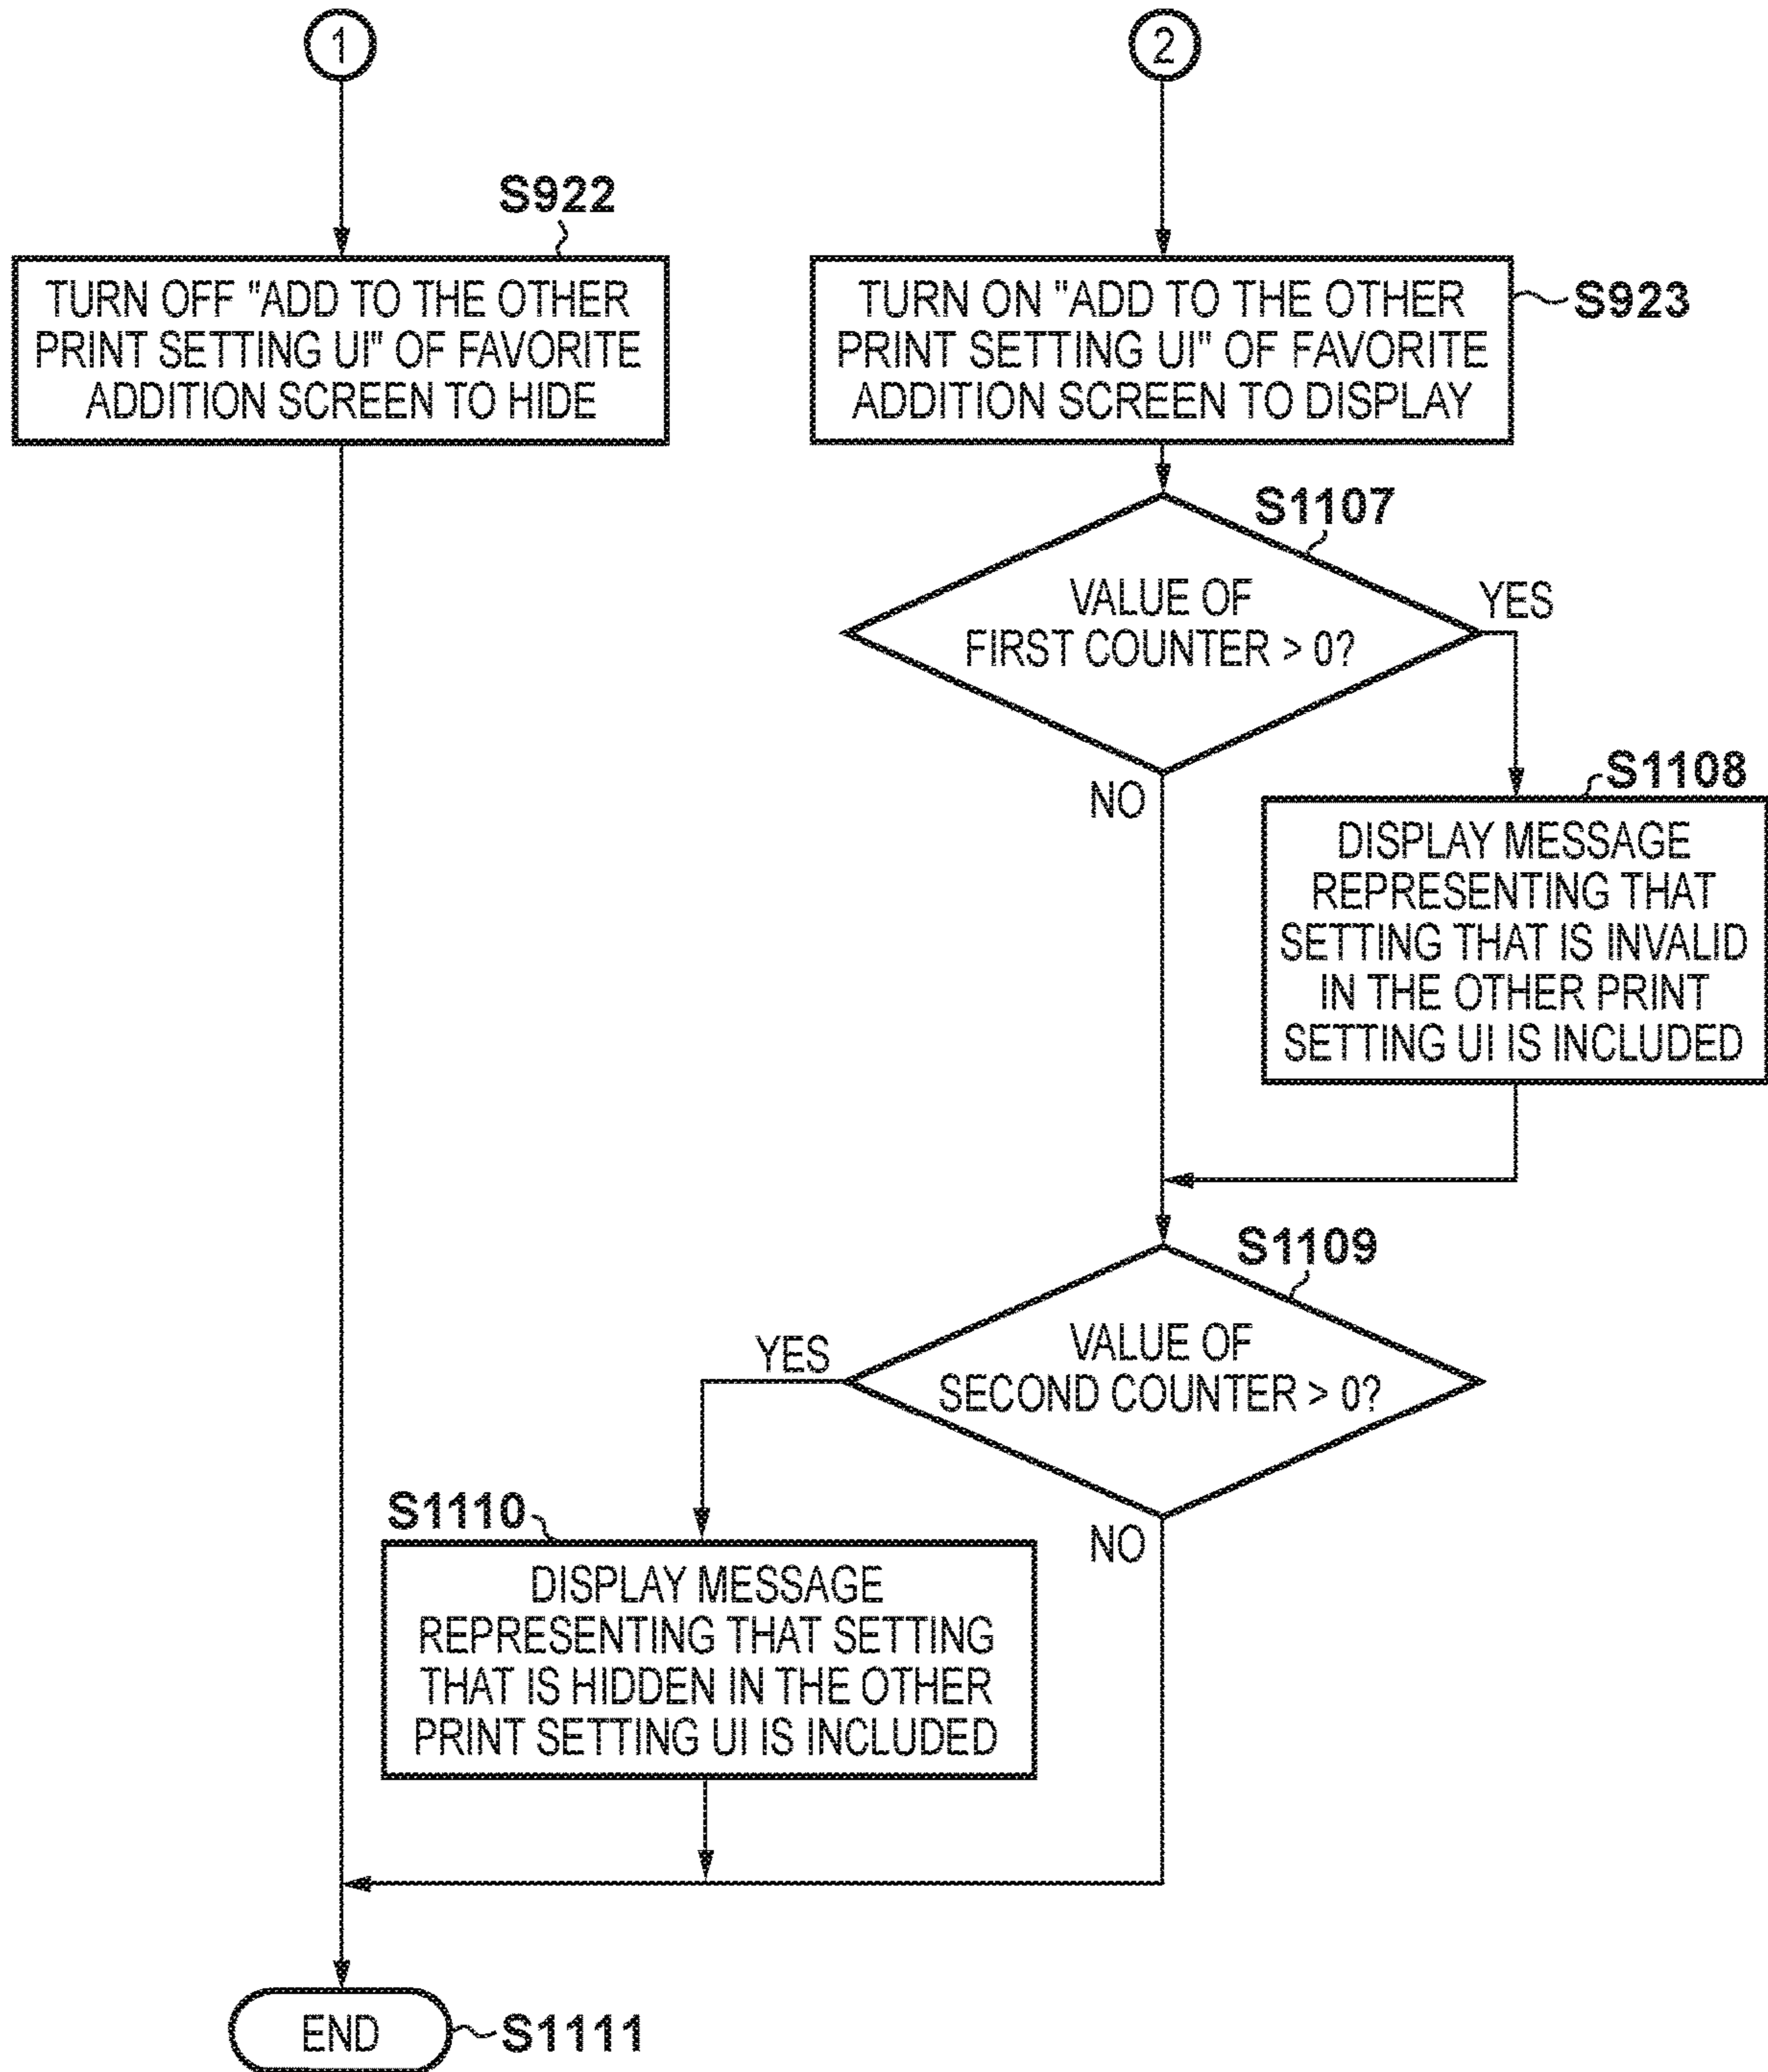 1
2
S922
TURN OFF "ADD TO THE OTHER
PRINT SETTING UI" OF FAVORITE
ADDITION SCREEN TO HIDE
TURN ON "ADD TO THE OTHER
PRINT SETTING UI" OF FAVORITE
ADDITION SCREEN TO DISPLAY
S923
S1107
VALUE OF
FIRST COUNTER > 0?
YES
NO
S1108
DISPLAY MESSAGE
REPRESENTING THAT
SETTING THAT IS INVALID
IN THE OTHER PRINT
SETTING UI IS INCLUDED
S1109
VALUE OF
SECOND COUNTER > 0?
YES
NO
S1110
DISPLAY MESSAGE
REPRESENTING THAT SETTING
THAT IS HIDDEN IN THE OTHER
PRINT SETTING UI IS INCLUDED
END
S1111